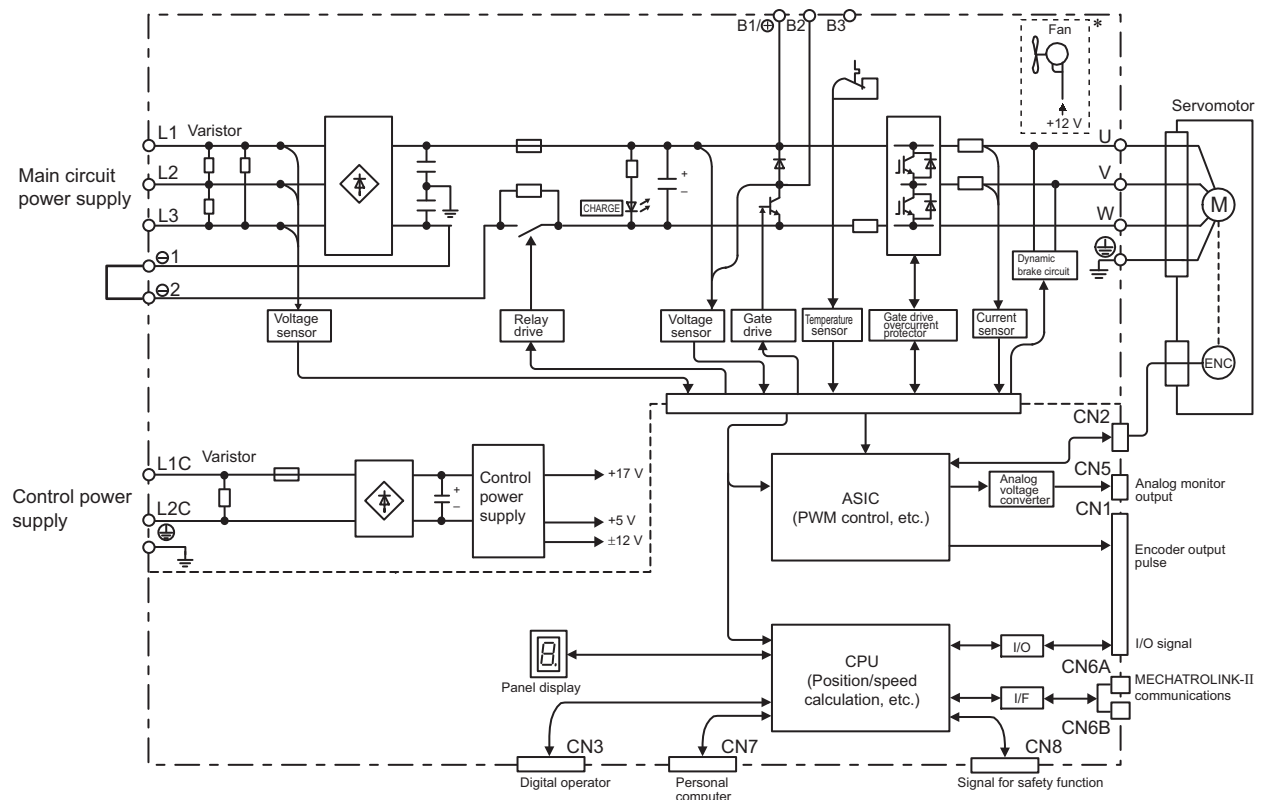 B1/⊕ B2 B3
Fan *
+12 V
Servomotor
Main circuit
power supply
L1 Varistor
L2
L3
⊖1
⊖2
CHARGE
+
–
U
V
W
M
ENC
Dynamic
brake circuit
Voltage
sensor
Relay
drive
Voltage
sensor
Gate
drive
Temperature
sensor
Gate drive
overcurrent
protector
Current
sensor
Control power
supply
L1C Varistor
L2C
+
–
Control
power
supply
+17 V
+5 V
±12 V
ASIC
(PWM control, etc.)
Analog
voltage
converter
CN2
CN5
Analog monitor
output
CN1
Encoder output
pulse
I/O signal
CPU
(Position/speed
calculation, etc.)
I/O
I/F
CN6A
MECHATROLINK-II
communications
CN6B
8.
Panel display
CN3
Digital operator
CN7
Personal
computer
CN8
Signal for safety function